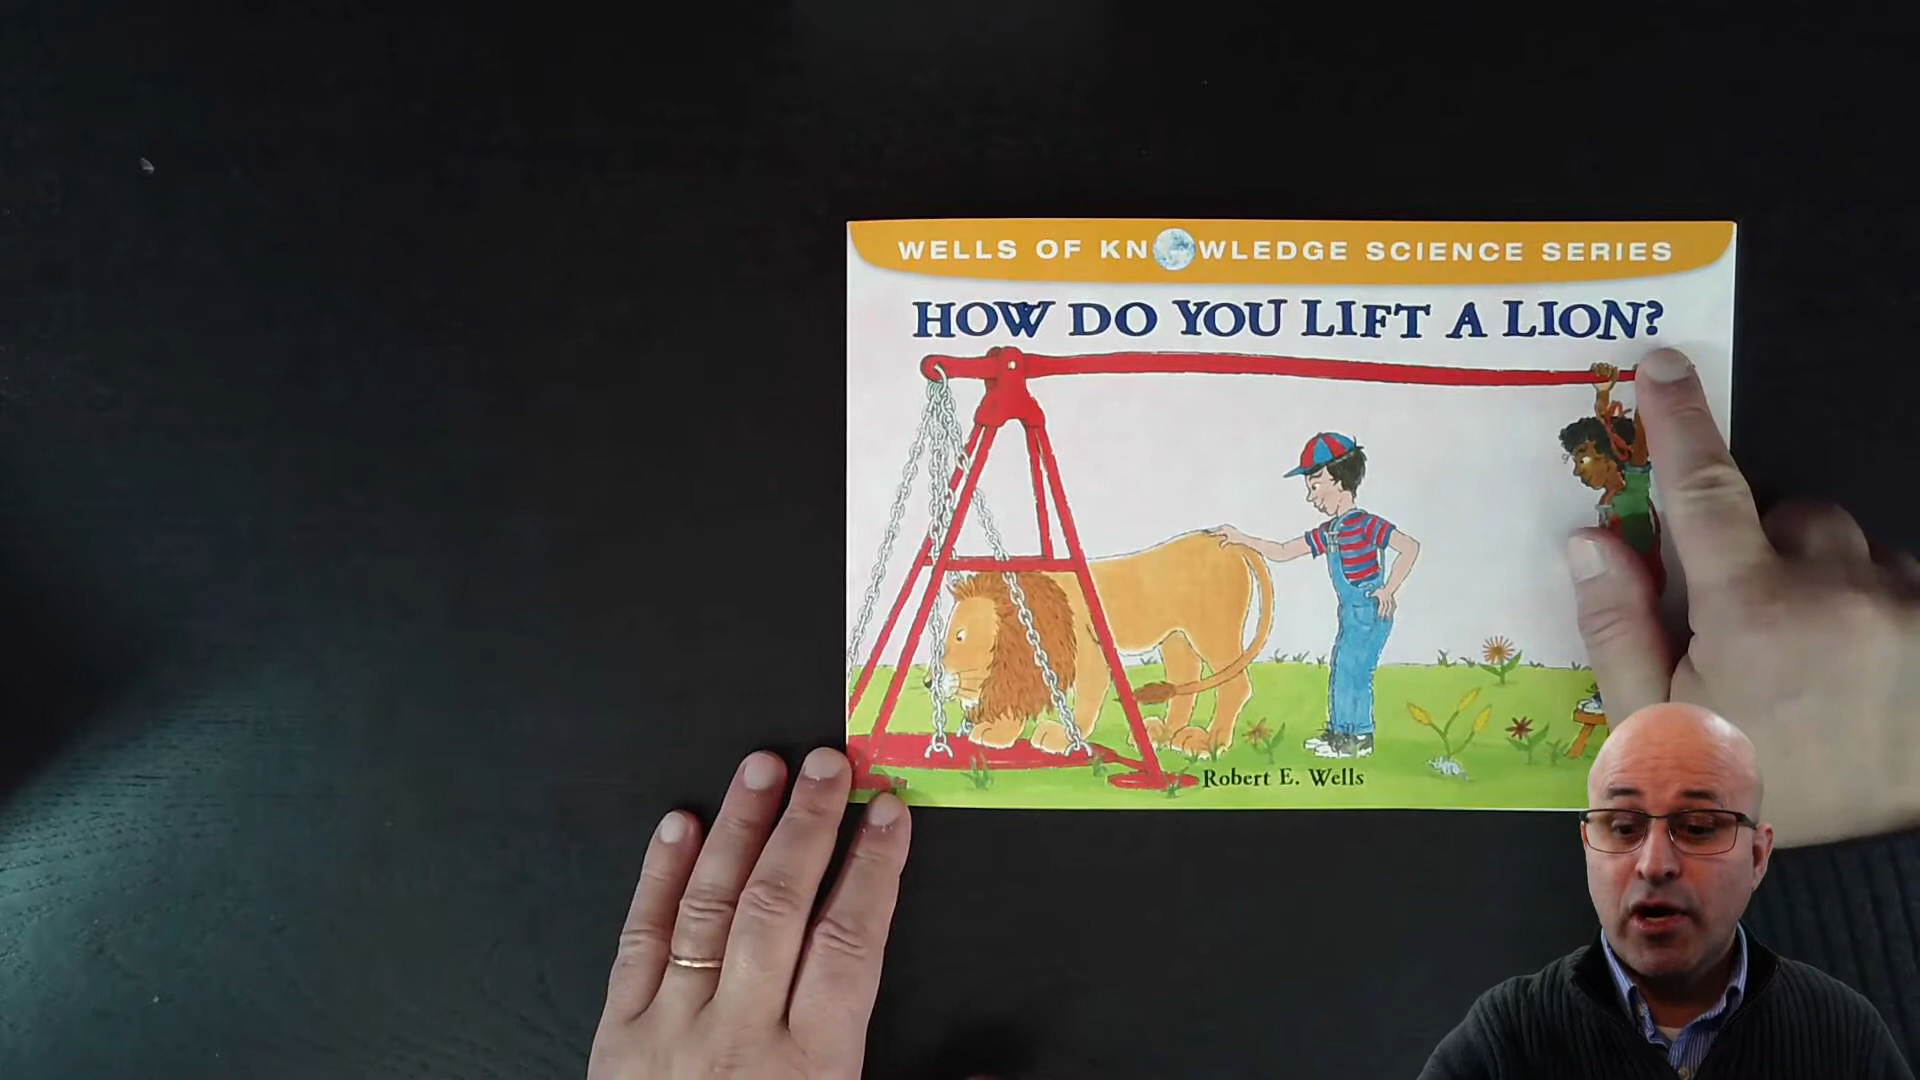 WELLS OF KNOWLEDGE SCIENCE SERIES
HOW DO YOU LIFT A LION?
Robert E. Wells